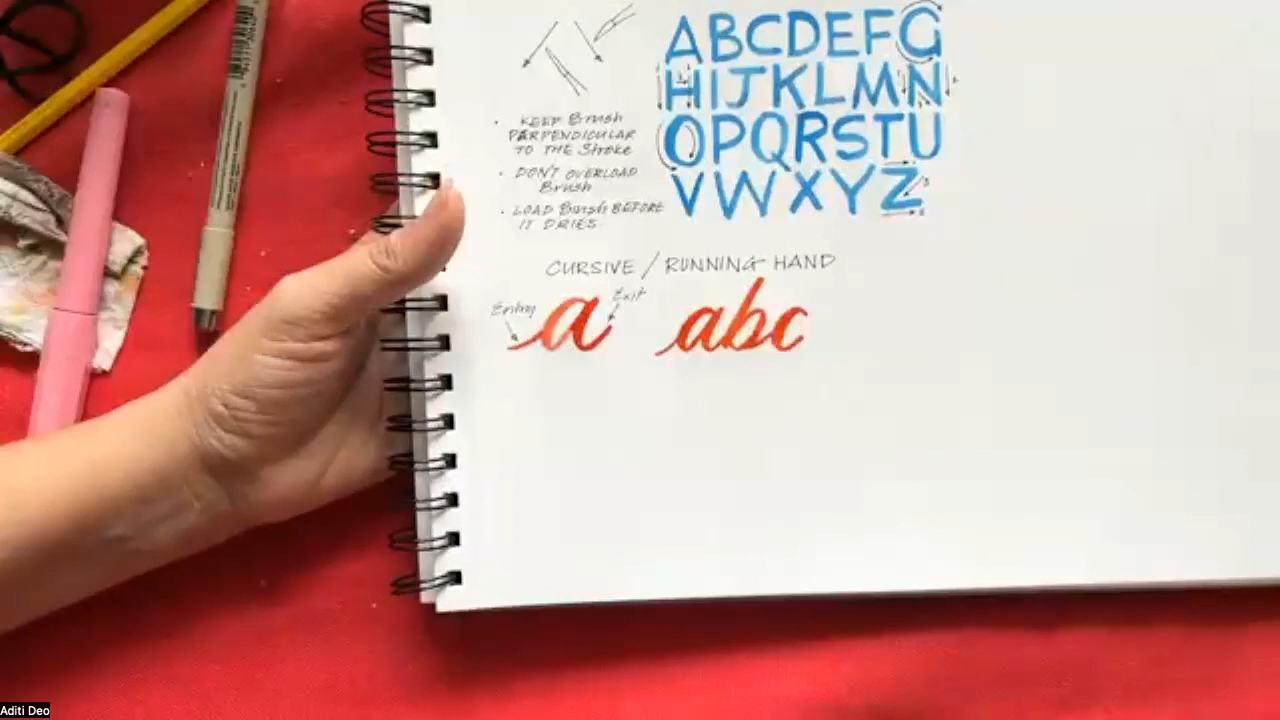 ABCDEFG
HIJKLMN
OPQRSTU
VWXYZ
• KEEP Brush
PERPENDICULAR
TO THE Stroke
• DON'T OVERLOAD
Brush
• LOAD Brush BEFORE
IT DRIES
CURSIVE / RUNNING HAND
Entry a Exit abc
Aditi Deo